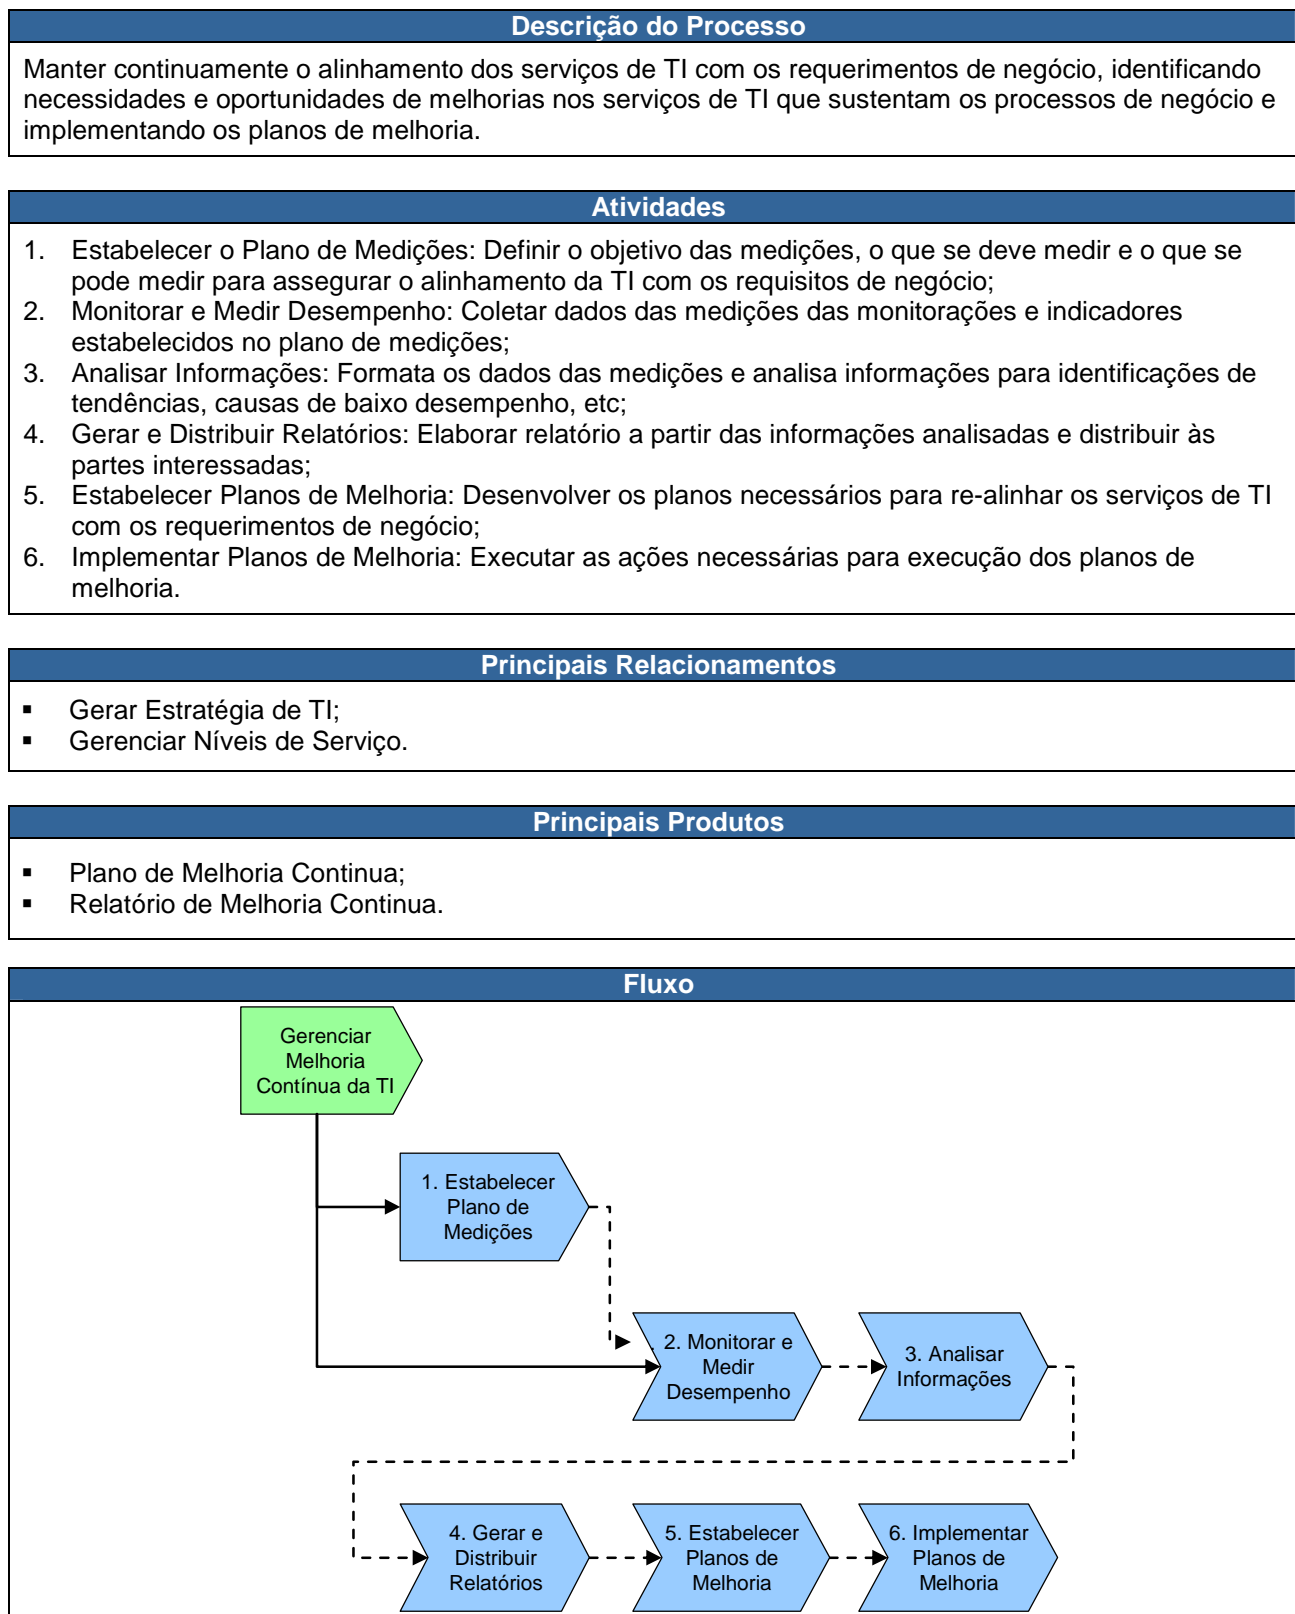 Descrição do Processo
Manter continuamente o alinhamento dos serviços de TI com os requerimentos de negócio, identificando
necessidades e oportunidades de melhorias nos serviços de TI que sustentam os processos de negócio e
implementando os planos de melhoria.
Atividades
1. Estabelecer o Plano de Medições: Definir o objetivo das medições, o que se deve medir e o que se
pode medir para assegurar o alinhamento da TI com os requisitos de negócio;
2. Monitorar e Medir Desempenho: Coletar dados das medições das monitorações e indicadores
estabelecidos no plano de medições;
3. Analisar Informações: Formata os dados das medições e analisa informações para identificações de
tendências, causas de baixo desempenho, etc;
4. Gerar e Distribuir Relatórios: Elaborar relatório a partir das informações analisadas e distribuir às
partes interessadas;
5. Estabelecer Planos de Melhoria: Desenvolver os planos necessários para re-alinhar os serviços de TI
com os requerimentos de negócio;
6. Implementar Planos de Melhoria: Executar as ações necessárias para execução dos planos de
melhoria.
Principais Relacionamentos
▪ Gerar Estratégia de TI;
▪ Gerenciar Níveis de Serviço.
Principais Produtos
▪ Plano de Melhoria Continua;
▪ Relatório de Melhoria Continua.
Fluxo
Gerenciar
Melhoria
Contínua da TI
1. Estabelecer
Plano de
Medições
. 2. Monitorar e
Medir
Desempenho
3. Analisar
Informações
4. Gerar e
Distribuir
Relatórios
5. Estabelecer
Planos de
Melhoria
6. Implementar
Planos de
Melhoria